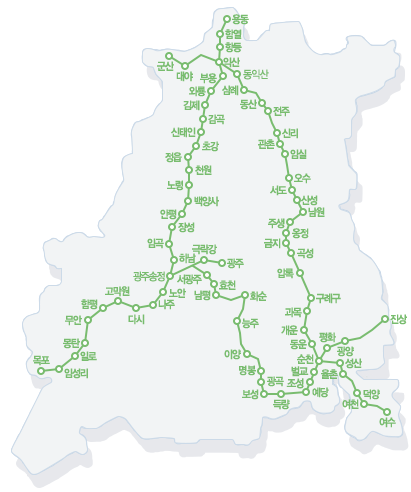 용동
함열
황등
익산
군산
대야
부용
동익산
와룡
삼례
김제
동산
전주
감곡
신태인
신리
초강
관촌
정읍
임실
천원
오수
노령
서도
백양사
산성
안평
남원
장성
주생
옹정
임곡
금지
극락강
곡성
하남
광주
광주송정
서광주
압록
효천
노안
남평
화순
구례구
고막원
함평
나주
다시
괴목
무안
능주
개운
평화
진상
동운
몽탄
이양
순천
광양
일로
성산
목포
임성리
명봉
벌교
율촌
광곡
조성
보성
득량
예당
덕양
여천
여수